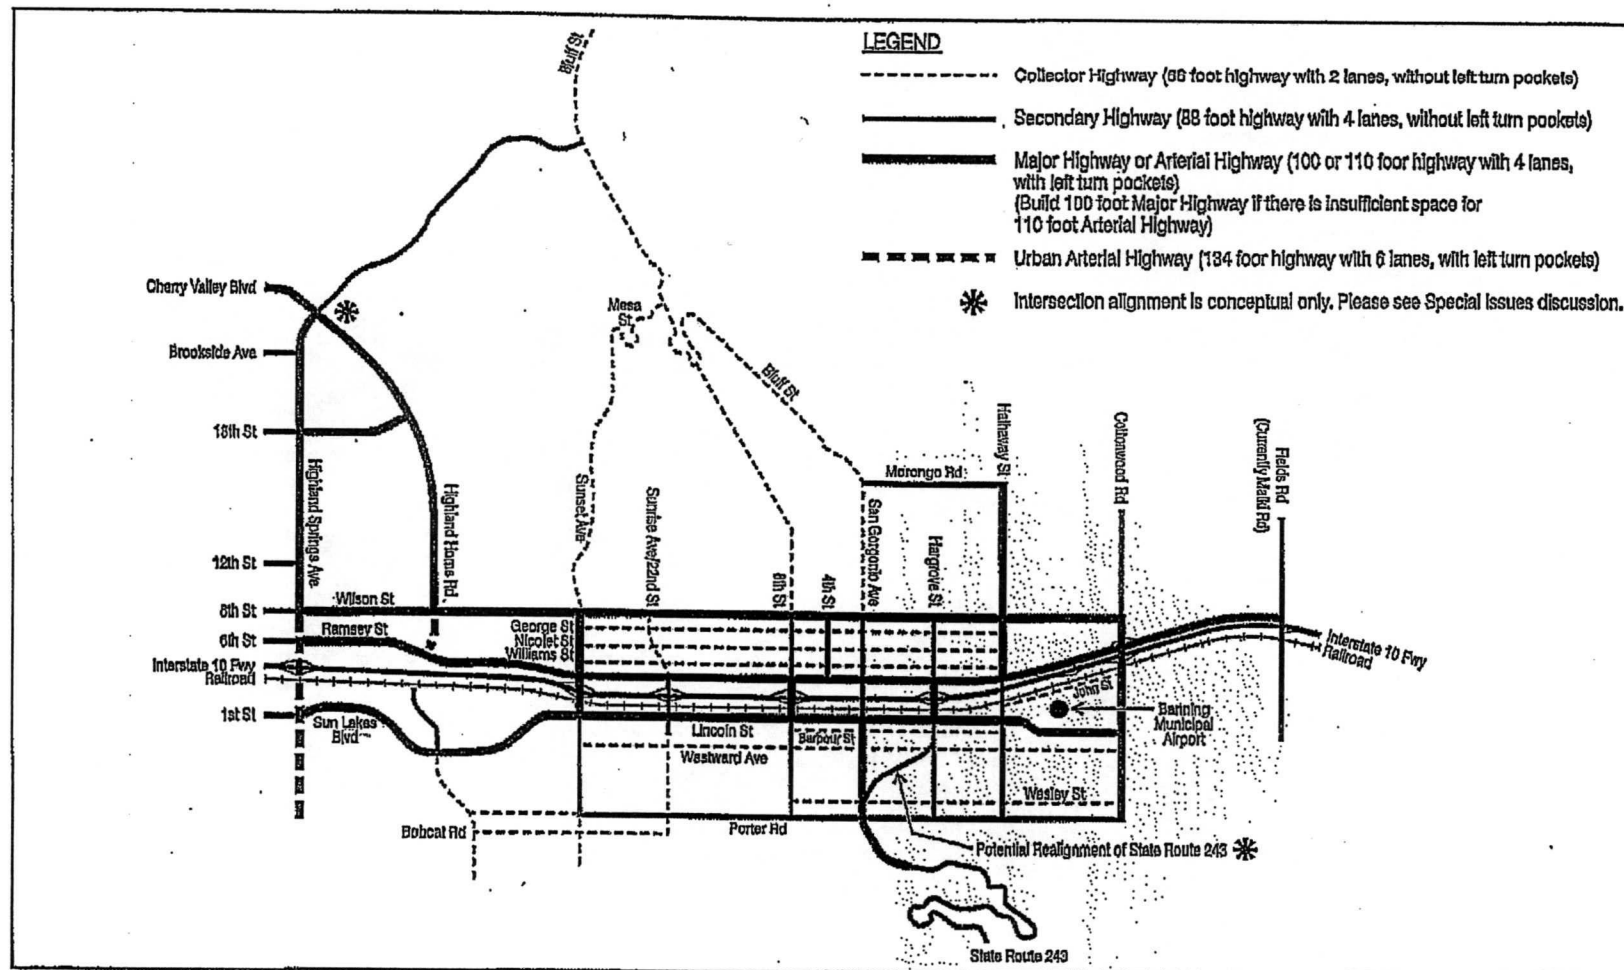 LEGEND
Collector Highway (66 foot highway with 2 lanes, without left turn pockets)
Secondary Highway (88 foot highway with 4 lanes, without left turn pockets)
Major Highway or Arterial Highway (100 or 110 foor highway with 4 lanes,
with left turn pockets)
(Build 100 foot Major Highway if there is insufficient space for
110 foot Arterial Highway)
Urban Arterial Highway (134 foor highway with 6 lanes, with left turn pockets)
Intersection alignment is conceptual only. Please see Special Issues discussion.
Bluff St
Cherry Valley Blvd
Mesa
St
Brookside Ave
Bluff St
Hathaway St
Cottonwood Rd
Fields Rd
(Currently Malki Rd)
16th St
Highland Springs Ave
Highland Home Rd
Sunset Ave
Sunrise Ave/22nd St
Morongo Rd
San Gorgonio Ave
Hargrove St
12th St
8th St
4th St
8th St
Wilson St
6th St
Ramsey St
George St
Nicolet St
Williams St
Interstate 10 Fwy
Railroad
Interstate 10 Fwy
Railroad
John St
1st St
Sun Lakes
Blvd
Lincoln St
Barbour St
Westward Ave
Banning
Municipal
Airport
Wesley St
Bobcat Rd
Porter Rd
Potential Realignment of State Route 243
State Route 243